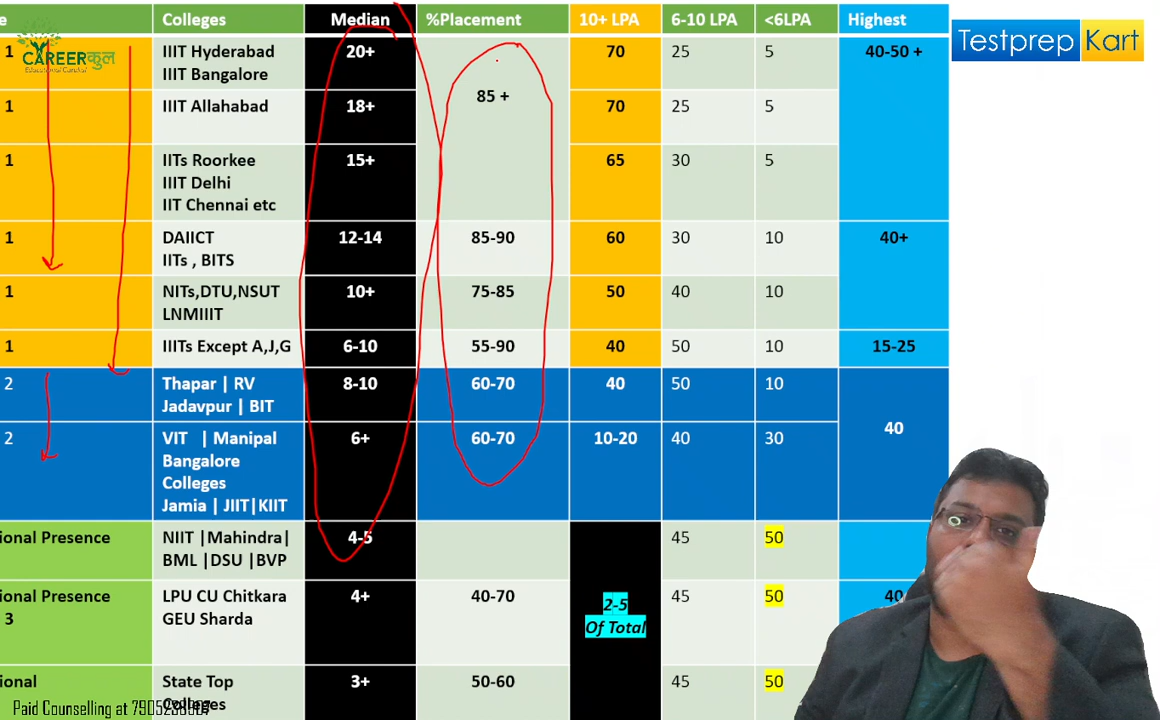 e Colleges Median %Placement 10+ LPA 6-10 LPA <6LPA Highest
Testprep Kart
CAREERकुल
Educational Canvas
1 IIIT Hyderabad 20+ 85 + 70 25 5 40-50 +
IIIT Bangalore
1 IIIT Allahabad 18+ 70 25 5
1 IITs Roorkee 15+ 65 30 5
IIIT Delhi
IIT Chennai etc
1 DAIICT 12-14 85-90 60 30 10 40+
IITs , BITS
1 NITs,DTU,NSUT 10+ 75-85 50 40 10
LNMIIIT
1 IIITs Except A,J,G 6-10 55-90 40 50 10 15-25
2 Thapar | RV 8-10 60-70 40 50 10 40
Jadavpur | BIT
2 VIT | Manipal 6+ 60-70 10-20 40 30
Bangalore
Colleges
Jamia | JIIT|KIIT
ional Presence NIIT |Mahindra| 4-5 45 50
BML |DSU |BVP
ional Presence LPU CU Chitkara 4+ 40-70 2-5 45 50 40
3 GEU Sharda Of Total
ional State Top 3+ 50-60 45 50
Colleges
Paid Counselling at